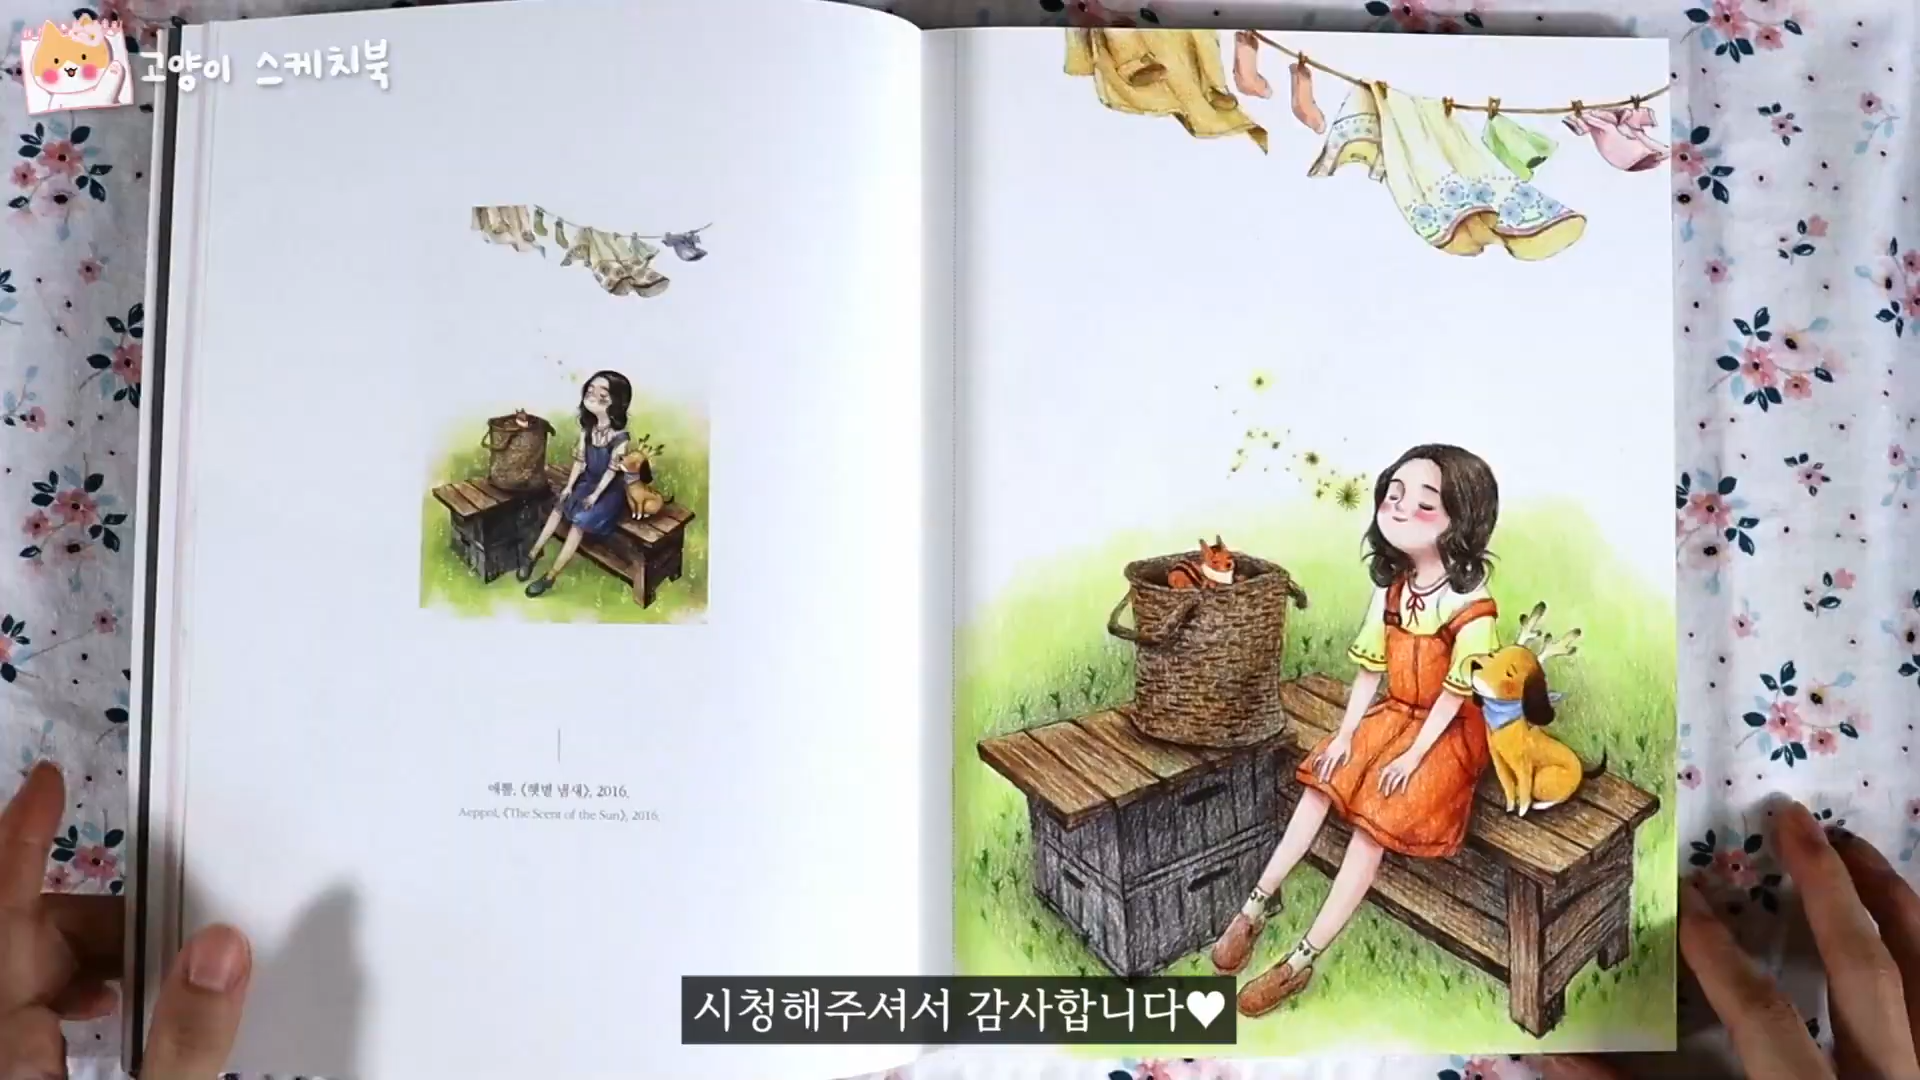 고양이 스케치북
애뽈, 《햇볕 냄새》, 2016.
Aeppol, 《The Scent of the Sun》, 2016.
시청해주셔서 감사합니다♥